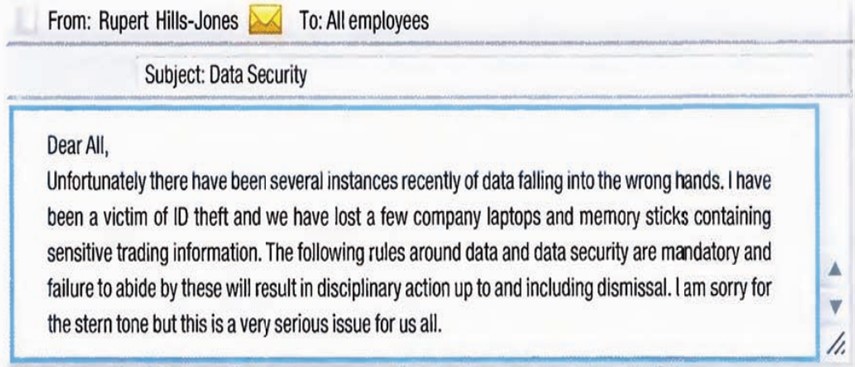 From: Rupert Hills-Jones To: All employees
Subject: Data Security
Dear All,
Unfortunately there have been several instances recently of data falling into the wrong hands. I have
been a victim of ID theft and we have lost a few company laptops and memory sticks containing
sensitive trading information. The following rules around data and data security are mandatory and
failure to abide by these will result in disciplinary action up to and including dismissal. I am sorry for
the stern tone but this is a very serious issue for us all.